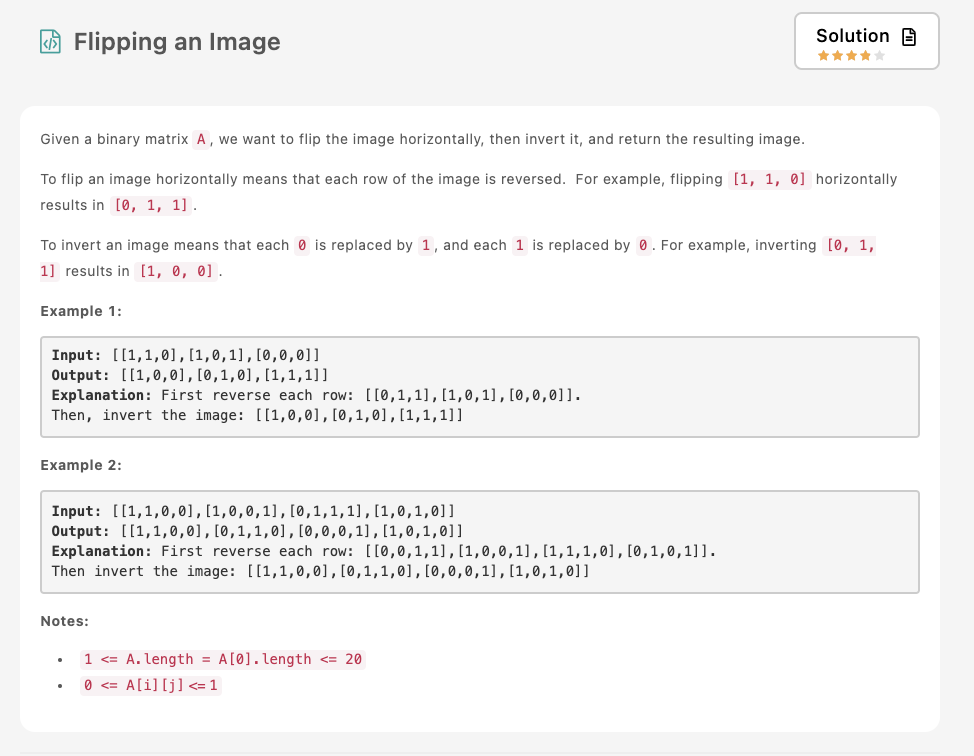 Flipping an Image
Solution
Given a binary matrix A, we want to flip the image horizontally, then invert it, and return the resulting image.
To flip an image horizontally means that each row of the image is reversed. For example, flipping [1, 1, 0] horizontally
results in [0, 1, 1].
To invert an image means that each 0 is replaced by 1, and each 1 is replaced by 0. For example, inverting [0, 1,
1] results in [1, 0, 0].
Example 1:
Input: [[1,1,0],[1,0,1],[0,0,0]]
Output: [[1,0,0],[0,1,0],[1,1,1]]
Explanation: First reverse each row: [[0,1,1],[1,0,1],[0,0,0]].
Then, invert the image: [[1,0,0],[0,1,0],[1,1,1]]
Example 2:
Input: [[1,1,0,0],[1,0,0,1],[0,1,1,1],[1,0,1,0]]
Output: [[1,1,0,0],[0,1,1,0],[0,0,0,1],[1,0,1,0]]
Explanation: First reverse each row: [[0,0,1,1],[1,0,0,1],[1,1,1,0],[0,1,0,1]].
Then invert the image: [[1,1,0,0],[0,1,1,0],[0,0,0,1],[1,0,1,0]]
Notes:
• 1 <= A.length = A[0].length <= 20
• 0 <= A[i][j] <= 1